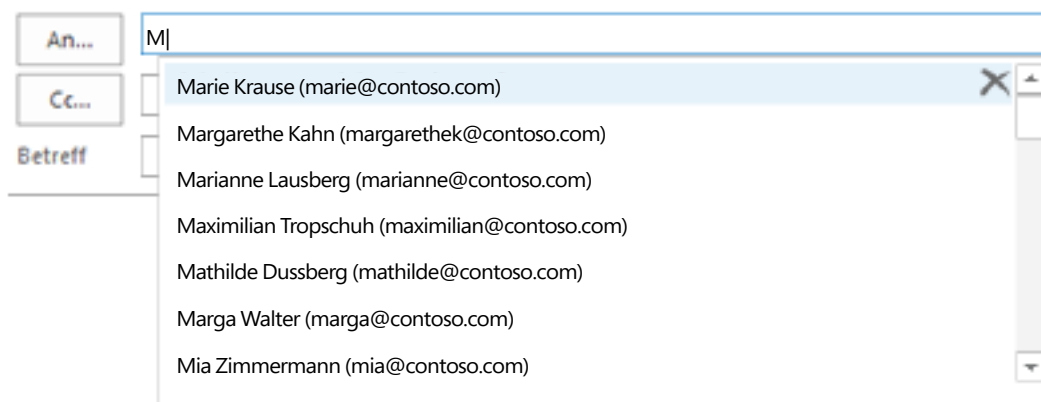 An... M
Marie Krause (marie@contoso.com)
Cc...
Margarethe Kahn (margarethek@contoso.com)
Betreff
Marianne Lausberg (marianne@contoso.com)
Maximilian Tropschuh (maximilian@contoso.com)
Mathilde Dussberg (mathilde@contoso.com)
Marga Walter (marga@contoso.com)
Mia Zimmermann (mia@contoso.com)